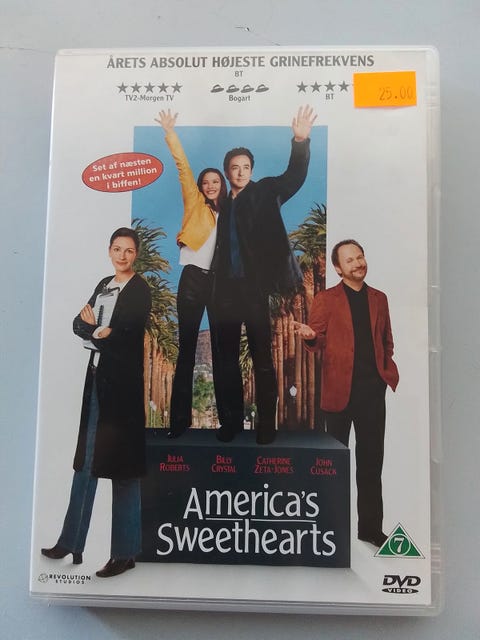 ÅRETS ABSOLUT HØJESTE GRINEFREKVENS
BT
TV2-Morgen TV
Bogart
BT
25.00
Set af næsten
en kvart million
i biffen!
JULIA
ROBERTS
BILLY
CRYSTAL
CATHERINE
ZETA-JONES
JOHN
CUSACK
America's
Sweethearts
7
REVOLUTION
STUDIOS
DVD
VIDEO